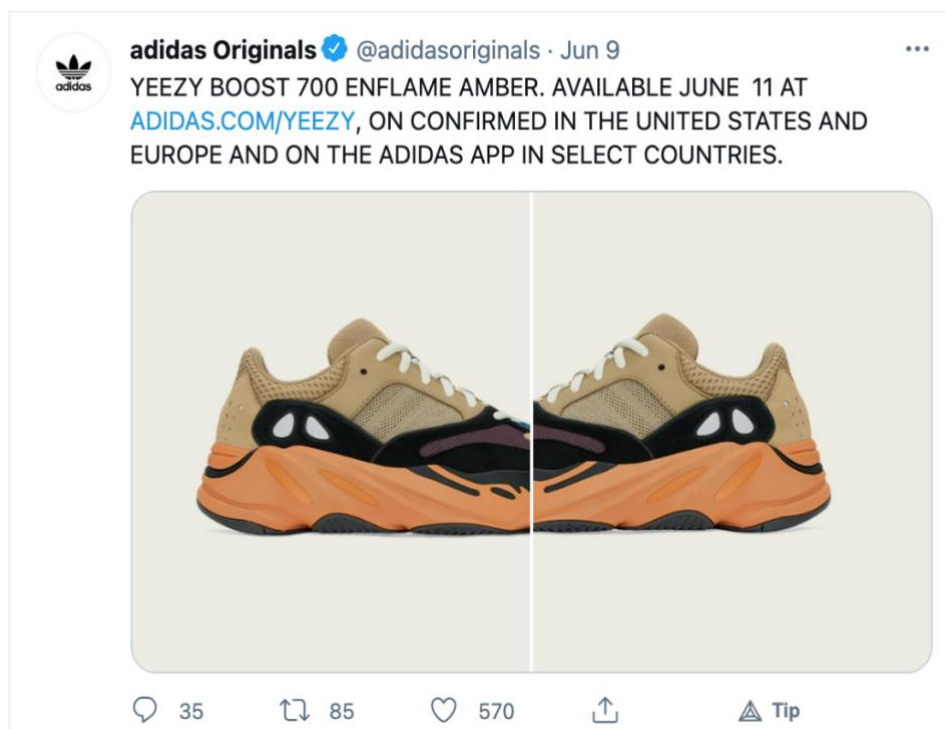 adidas Originals @adidasoriginals · Jun 9
adidas
YEEZY BOOST 700 ENFLAME AMBER. AVAILABLE JUNE 11 AT
ADIDAS.COM/YEEZY, ON CONFIRMED IN THE UNITED STATES AND
EUROPE AND ON THE ADIDAS APP IN SELECT COUNTRIES.
35 85 570 Tip